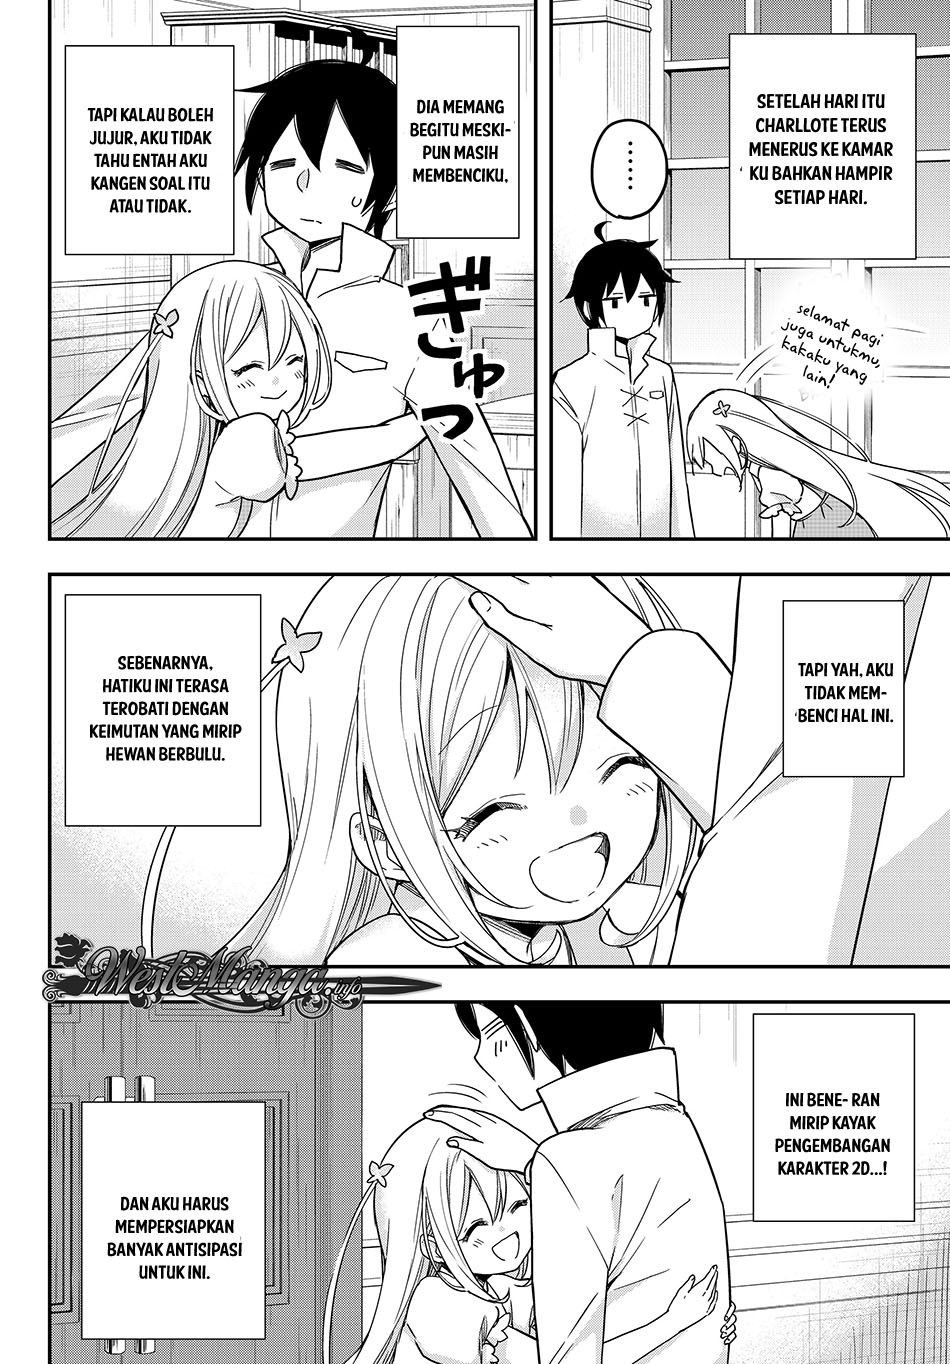 SETELAH HARI ITU
CHARLLOTE TERUS
MENERUS KE KAMAR
KU BAHKAN HAMPIR
SETIAP HARI.
......
selamat pagi
juga untukmu,
kakaku yang
lain!
DIA MEMANG
BEGITU MESKI-
PUN MASIH
MEMBENCIKU,
TAPI KALAU BOLEH
JUJUR, AKU TIDAK
TAHU ENTAH AKU
KANGEN SOAL ITU
ATAU TIDAK.
ぎゅっ
TAPI YAH, AKU
TIDAK MEM-
BENCI HAL INI.
SEBENARNYA,
HATIKU INI TERASA
TEROBATI DENGAN
KEIMUTAN YANG MIRIP
HEWAN BERBULU.
WestManga.info
INI BENE- RAN
MIRIP KAYAK
PENGEMBANGAN
KARAKTER 2D...!
DAN AKU HARUS
MEMPERSIAPKAN
BANYAK ANTISIPASI
UNTUK INI.